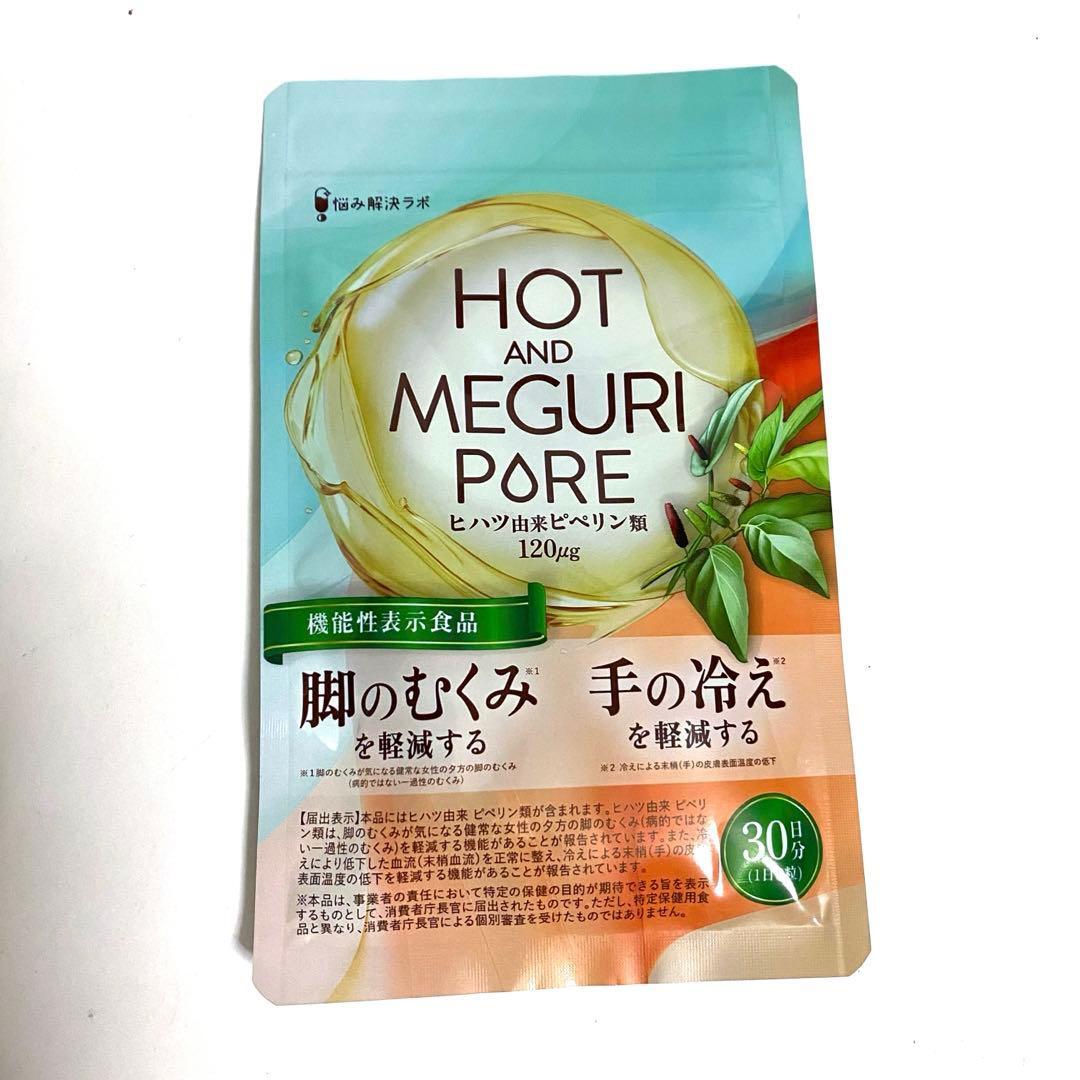 悩み解決ラボ
HOT
AND
MEGURI
PORE
ヒハツ由来ピペリン類
120μg
機能性表示食品
脚のむくみ※1
を軽減する
※1 脚のむくみが気になる健常な女性の夕方の脚のむくみ
(病的ではない一過性のむくみ)
手の冷え※2
を軽減する
※2 冷えによる末梢(手)の皮膚表面温度の低下
【届出表示】本品にはヒハツ由来 ピペリン類が含まれます。ヒハツ由来 ピペリ
ン類は、脚のむくみが気になる健常な女性の夕方の脚のむくみ(病的ではな
い一過性のむくみ)を軽減する機能があることが報告されています。また、冷
えにより低下した血流(末梢血流)を正常に整え、冷えによる末梢(手)の皮
表面温度の低下を軽減する機能があることが報告されています。
※本品は、事業者の責任において特定の保健の目的が期待できる旨を表示
するものとして、消費者庁長官に届出されたものです。ただし、特定保健用食
品と異なり、消費者庁長官による個別審査を受けたものではありません。
30日分
(1日 粒)